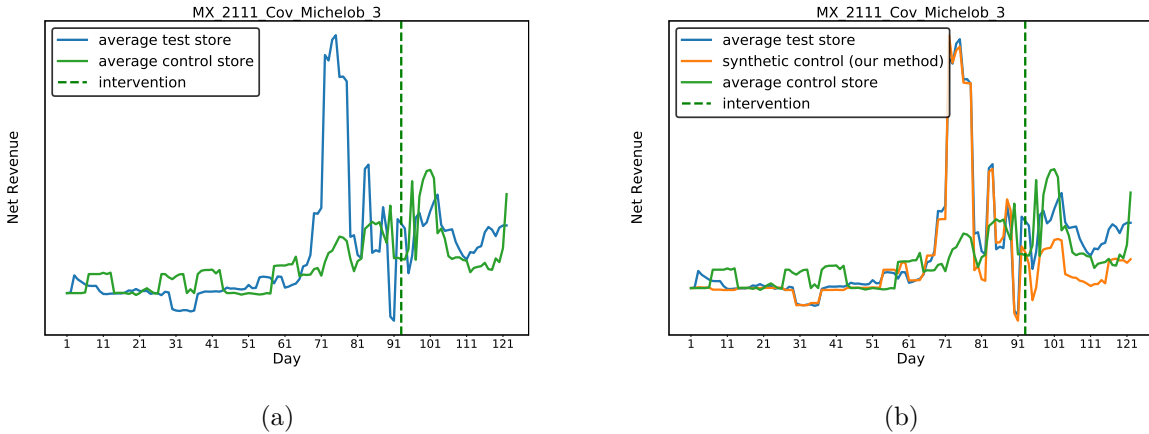 MX_2111_Cov_Michelob_3
average test store
average control store
intervention
Net Revenue
1 11 21 31 41 51 61 71 81 91 101 111 121
Day
(a)
MX_2111_Cov_Michelob_3
average test store
synthetic control (our method)
average control store
intervention
Net Revenue
1 11 21 31 41 51 61 71 81 91 101 111 121
Day
(b)